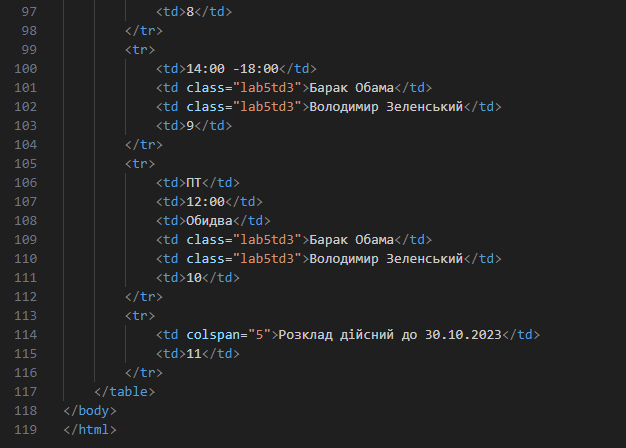 97 <td>8</td>
98 </tr>
99 <tr>
100 <td>14:00 -18:00</td>
101 <td class="lab5td3">Барак Обама</td>
102 <td class="lab5td3">Володимир Зеленський</td>
103 <td>9</td>
104 </tr>
105 <tr>
106 <td>ПТ</td>
107 <td>12:00</td>
108 <td>Обидва</td>
109 <td class="lab5td3">Барак Обама</td>
110 <td class="lab5td3">Володимир Зеленський</td>
111 <td>10</td>
112 </tr>
113 <tr>
114 <td colspan="5">Розклад дійсний до 30.10.2023</td>
115 <td>11</td>
116 </tr>
117 </table>
118 </body>
119 </html>